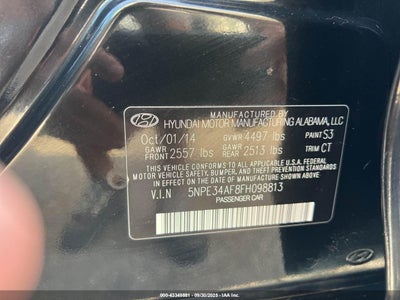 MANUFACTURED BY
HYUNDAI MOTOR MANUFACTURING ALABAMA, LLC
Oct/01/14 GVWR 4497 lbs PAINT S3
GAWR FRONT 2557 lbs GAWR REAR 2513 lbs TRIM CT
THIS VEHICLE CONFORMS TO ALL APPLICABLE U.S.A. FEDERAL
MOTOR VEHICLE SAFETY, BUMPER, AND THEFT PREVENTION STANDARDS
IN EFFECT ON THE DATE OF MANUFACTURE SHOWN ABOVE.
V.I.N 5NPE34AF8FH098813
PASSENGER CAR
000-43348881 - 09/30/2025 - IAA Inc.